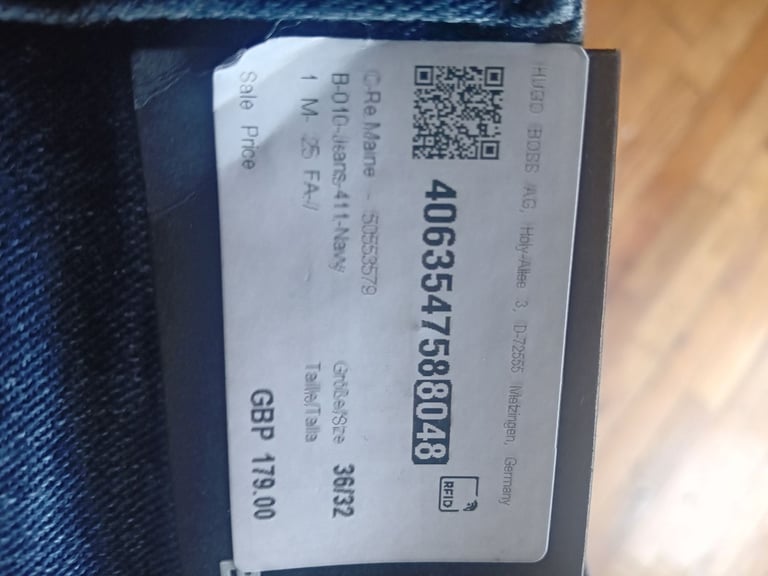 HUGO BOSS AG, Holy-Allee 3, D-72555 Metzingen, Germany
4063547588048
RFID
C-Re.Maine - 50553579
B-010-Jeans-411-Navy Größe/Size 36/32
1 M- 25 FA-// Taille/Talla
Sale Price GBP 179.00